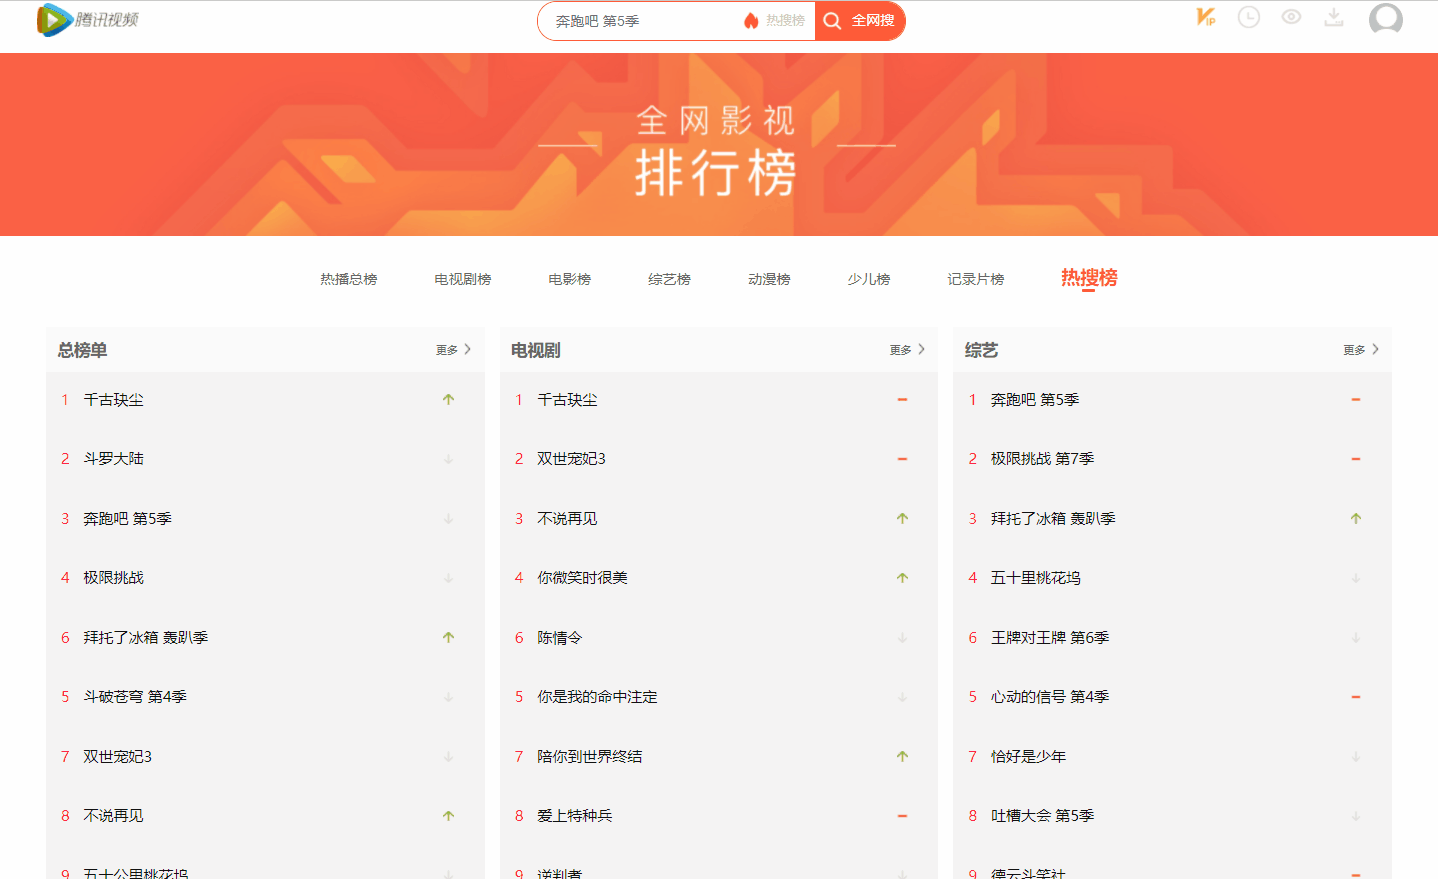 腾讯视频
奔跑吧 第5季
热搜榜
全网搜
VIP
全网影视
排行榜
热播总榜
电视剧榜
电影榜
综艺榜
动漫榜
少儿榜
记录片榜
热搜榜
总榜单
更多
1 千古玦尘
2 斗罗大陆
3 奔跑吧 第5季
4 极限挑战
6 拜托了冰箱 轰趴季
5 斗破苍穹 第4季
7 双世宠妃3
8 不说再见
9 五十公里桃花坞
电视剧
更多
1 千古玦尘
2 双世宠妃3
3 不说再见
4 你微笑时很美
6 陈情令
5 你是我的命中注定
7 陪你到世界终结
8 爱上特种兵
9 逆判者
综艺
更多
1 奔跑吧 第5季
2 极限挑战 第7季
3 拜托了冰箱 轰趴季
4 五十里桃花坞
6 王牌对王牌 第6季
5 心动的信号 第4季
7 恰好是少年
8 吐槽大会 第5季
9 德云斗笑社